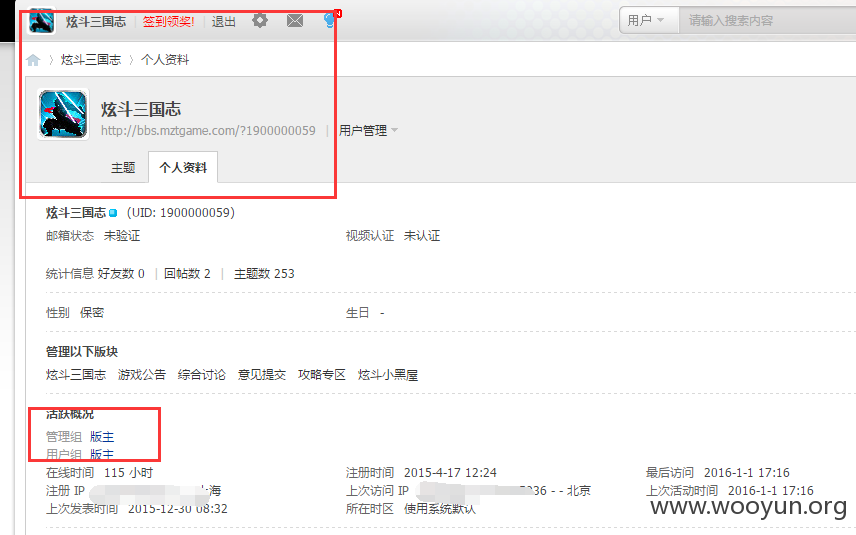 炫斗三国志 | 签到领奖! | 退出 N 用户 请输入搜索内容
炫斗三国志 › 个人资料
炫斗三国志
http://bbs.mztgame.com/?1900000059 | 用户管理
主题 个人资料
炫斗三国志 (UID: 1900000059)
邮箱状态 未验证 视频认证 未认证
统计信息 好友数 0 | 回帖数 2 | 主题数 253
性别 保密 生日 -
管理以下版块
炫斗三国志 游戏公告 综合讨论 意见提交 攻略专区 炫斗小黑屋
活跃概况
管理组 版主
用户组 版主
在线时间 115 小时 注册时间 2015-4-17 12:24 最后访问 2016-1-1 17:16
注册 IP 海 上次访问 IP - - 北京 上次活动时间 2016-1-1 17:16
上次发表时间 2015-12-30 08:32 所在时区 使用系统默认
www.wooyun.org